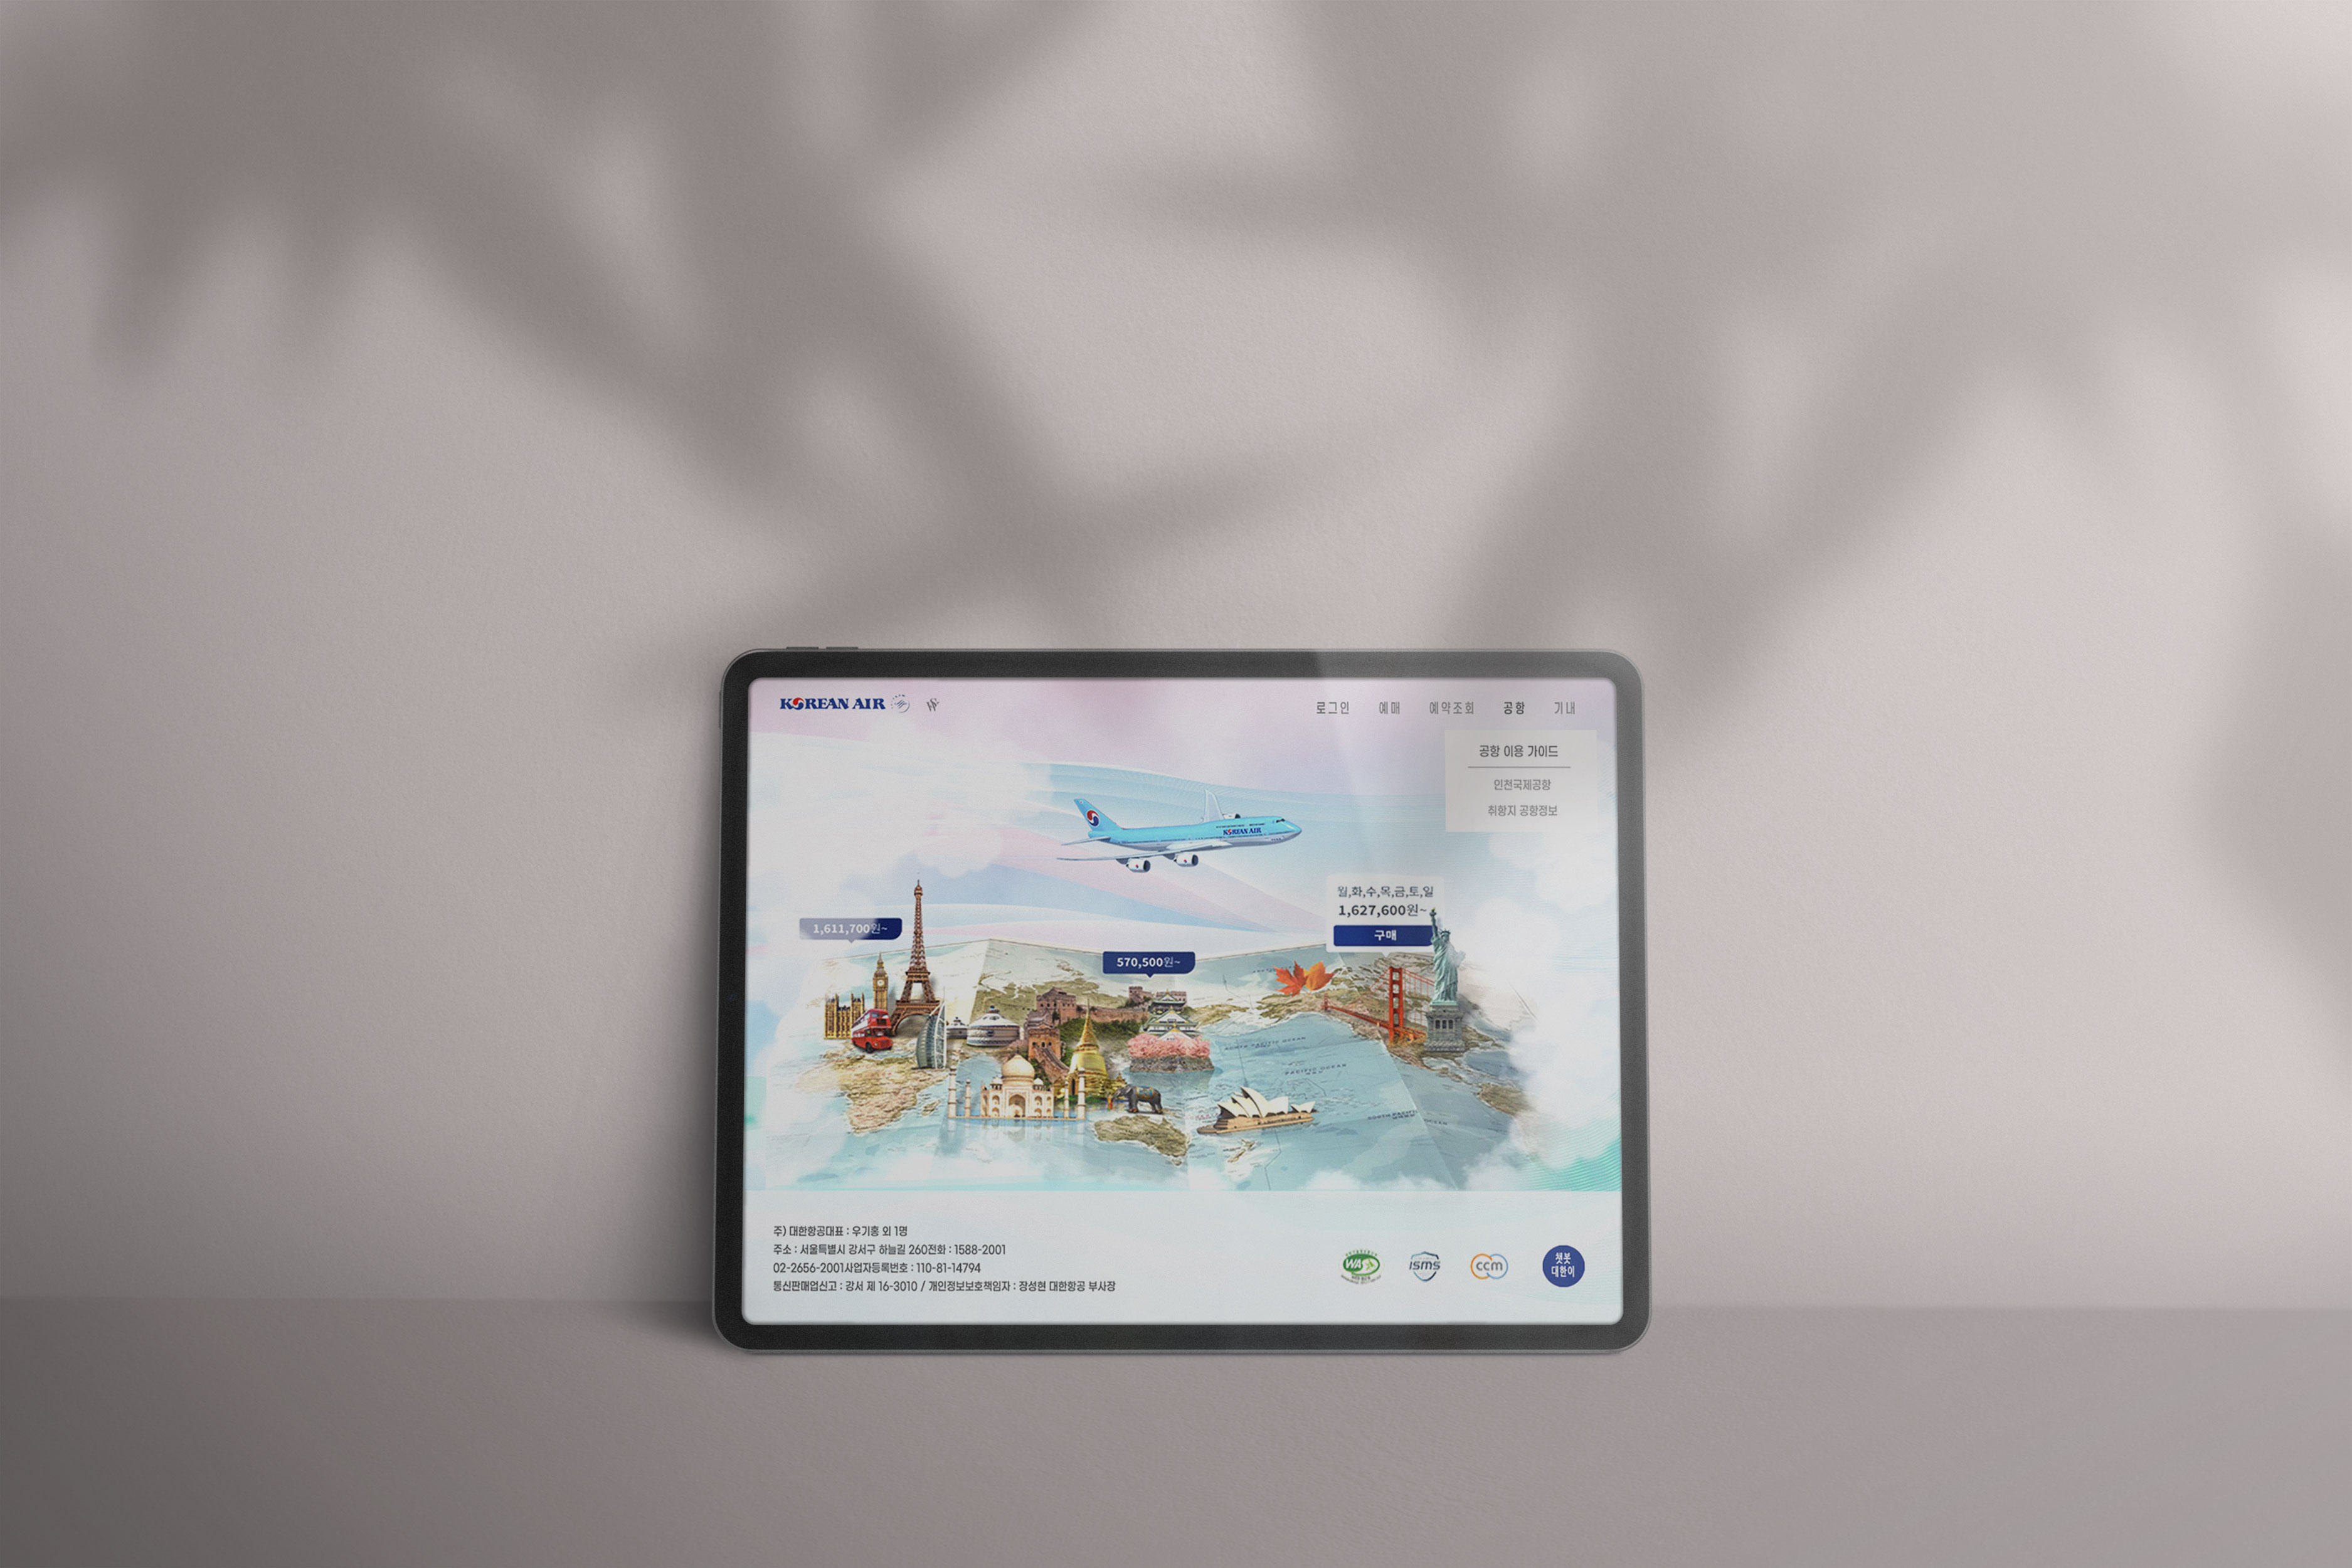 KOREAN AIR
로그인 예매 예약조회 공항 기내
공항 이용 가이드
인천국제공항
취항지 공항정보
KOREAN AIR
월,화,수,목,금,토,일
1,627,600원~
구매
1,611,700원~
570,500원~
NORTH PACIFIC OCEAN
PACIFIC OCEAN
SOUTH PACIFIC
주) 대한항공대표 : 우기홍 외 1명
주소 : 서울특별시 강서구 하늘길 260전화 : 1588-2001
02-2656-2001사업자등록번호 : 110-81-14794
통신판매업신고 : 강서 제 16-3010 / 개인정보보호책임자 : 장성현 대한항공 부사장
WA
isms
ccm
챗봇
대한이